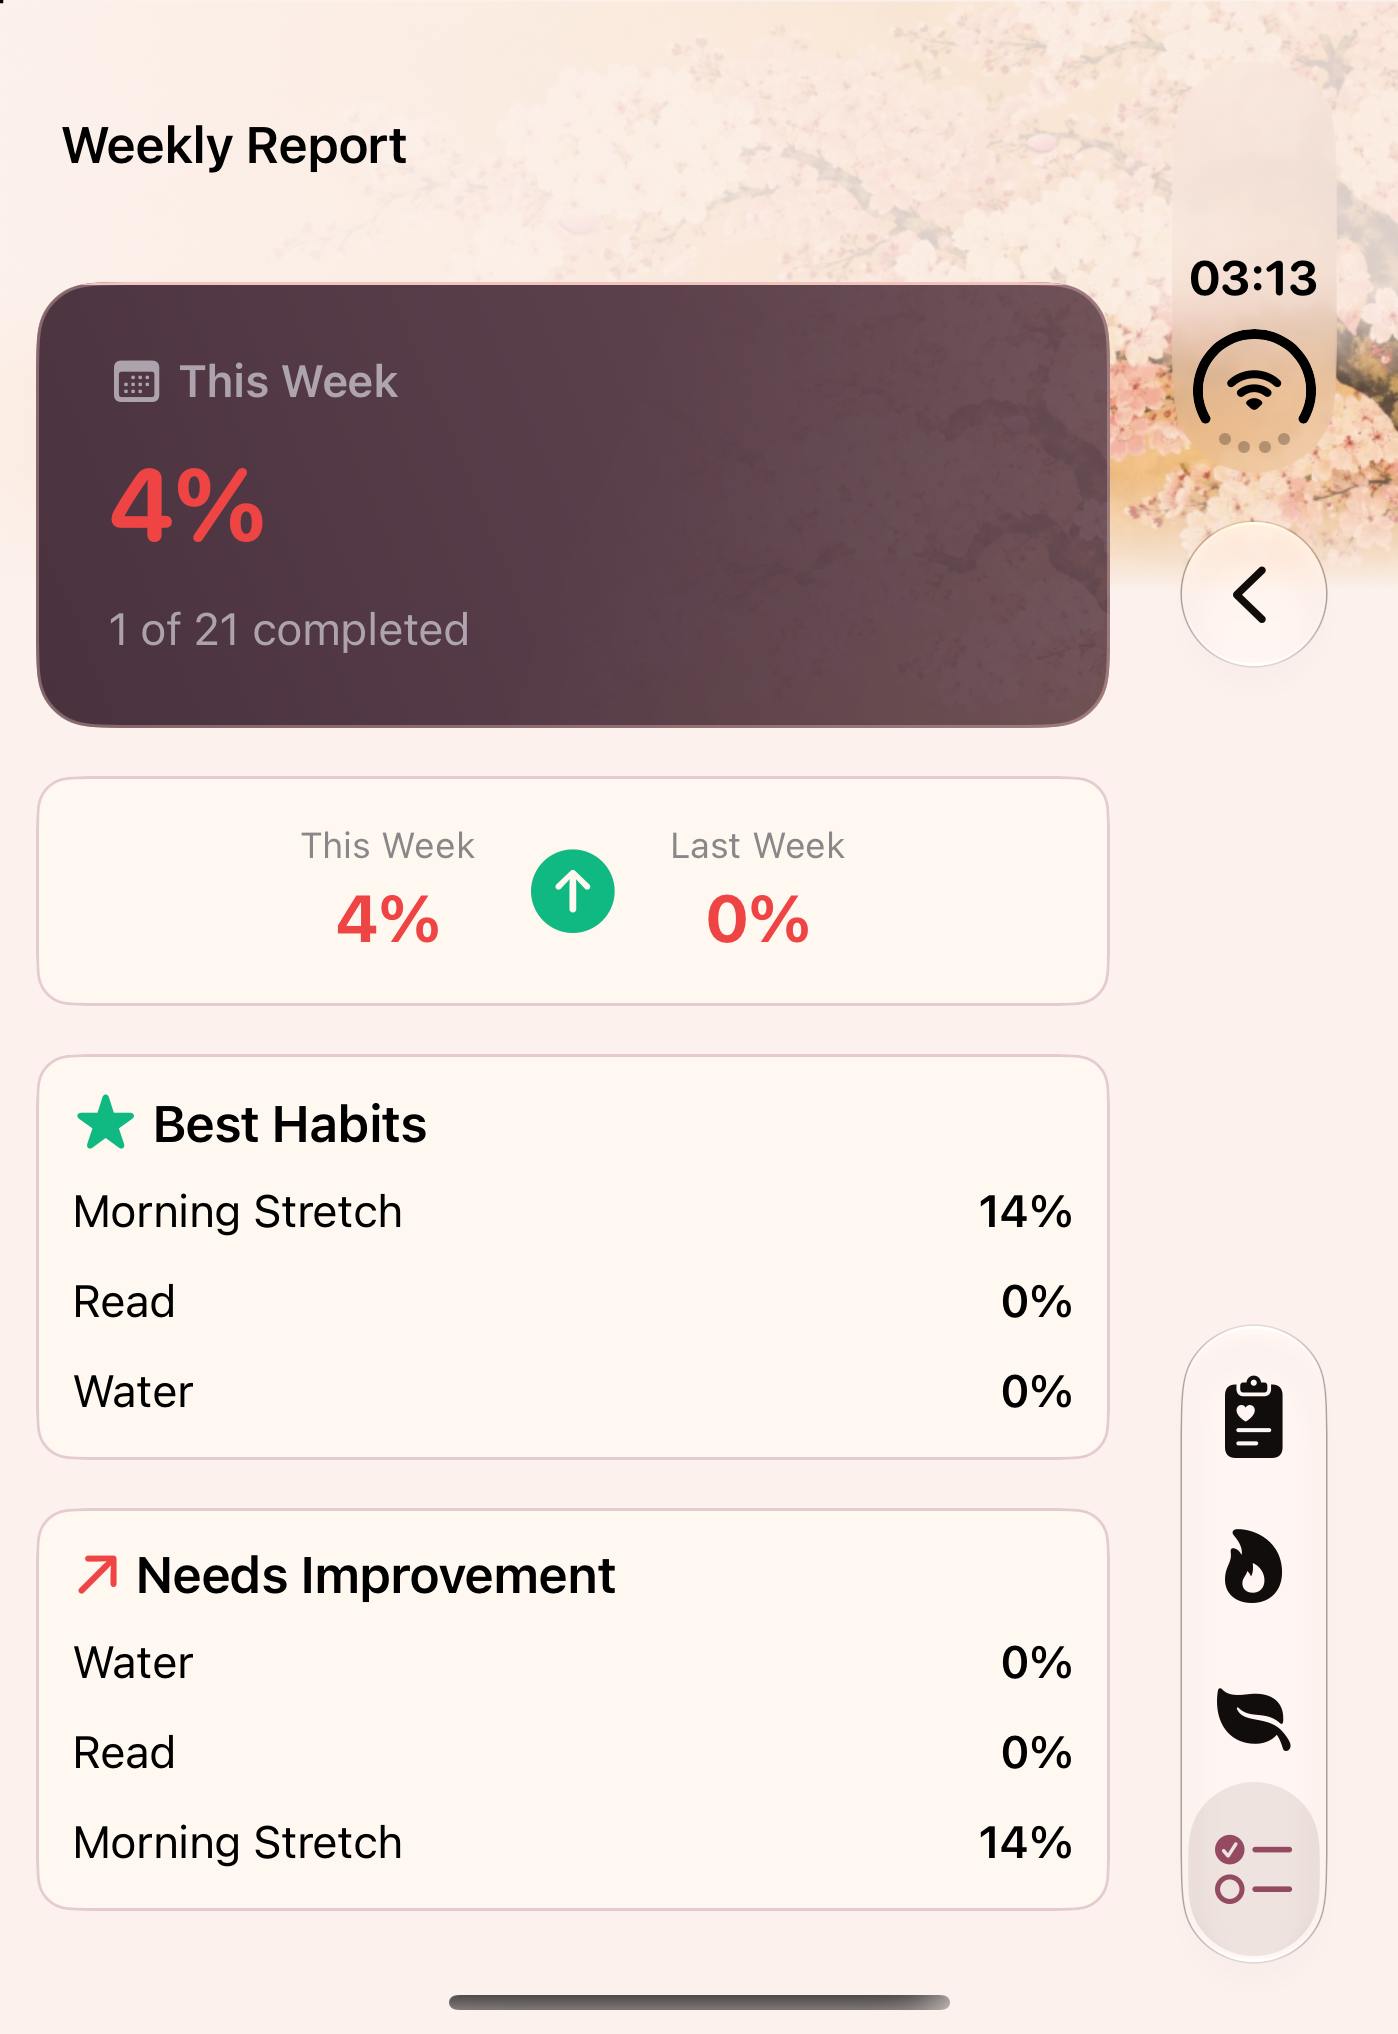 Weekly Report
03:13
This Week
4%
1 of 21 completed
This Week
Last Week
4%
0%
Best Habits
Morning Stretch 14%
Read 0%
Water 0%
Needs Improvement
Water 0%
Read 0%
Morning Stretch 14%